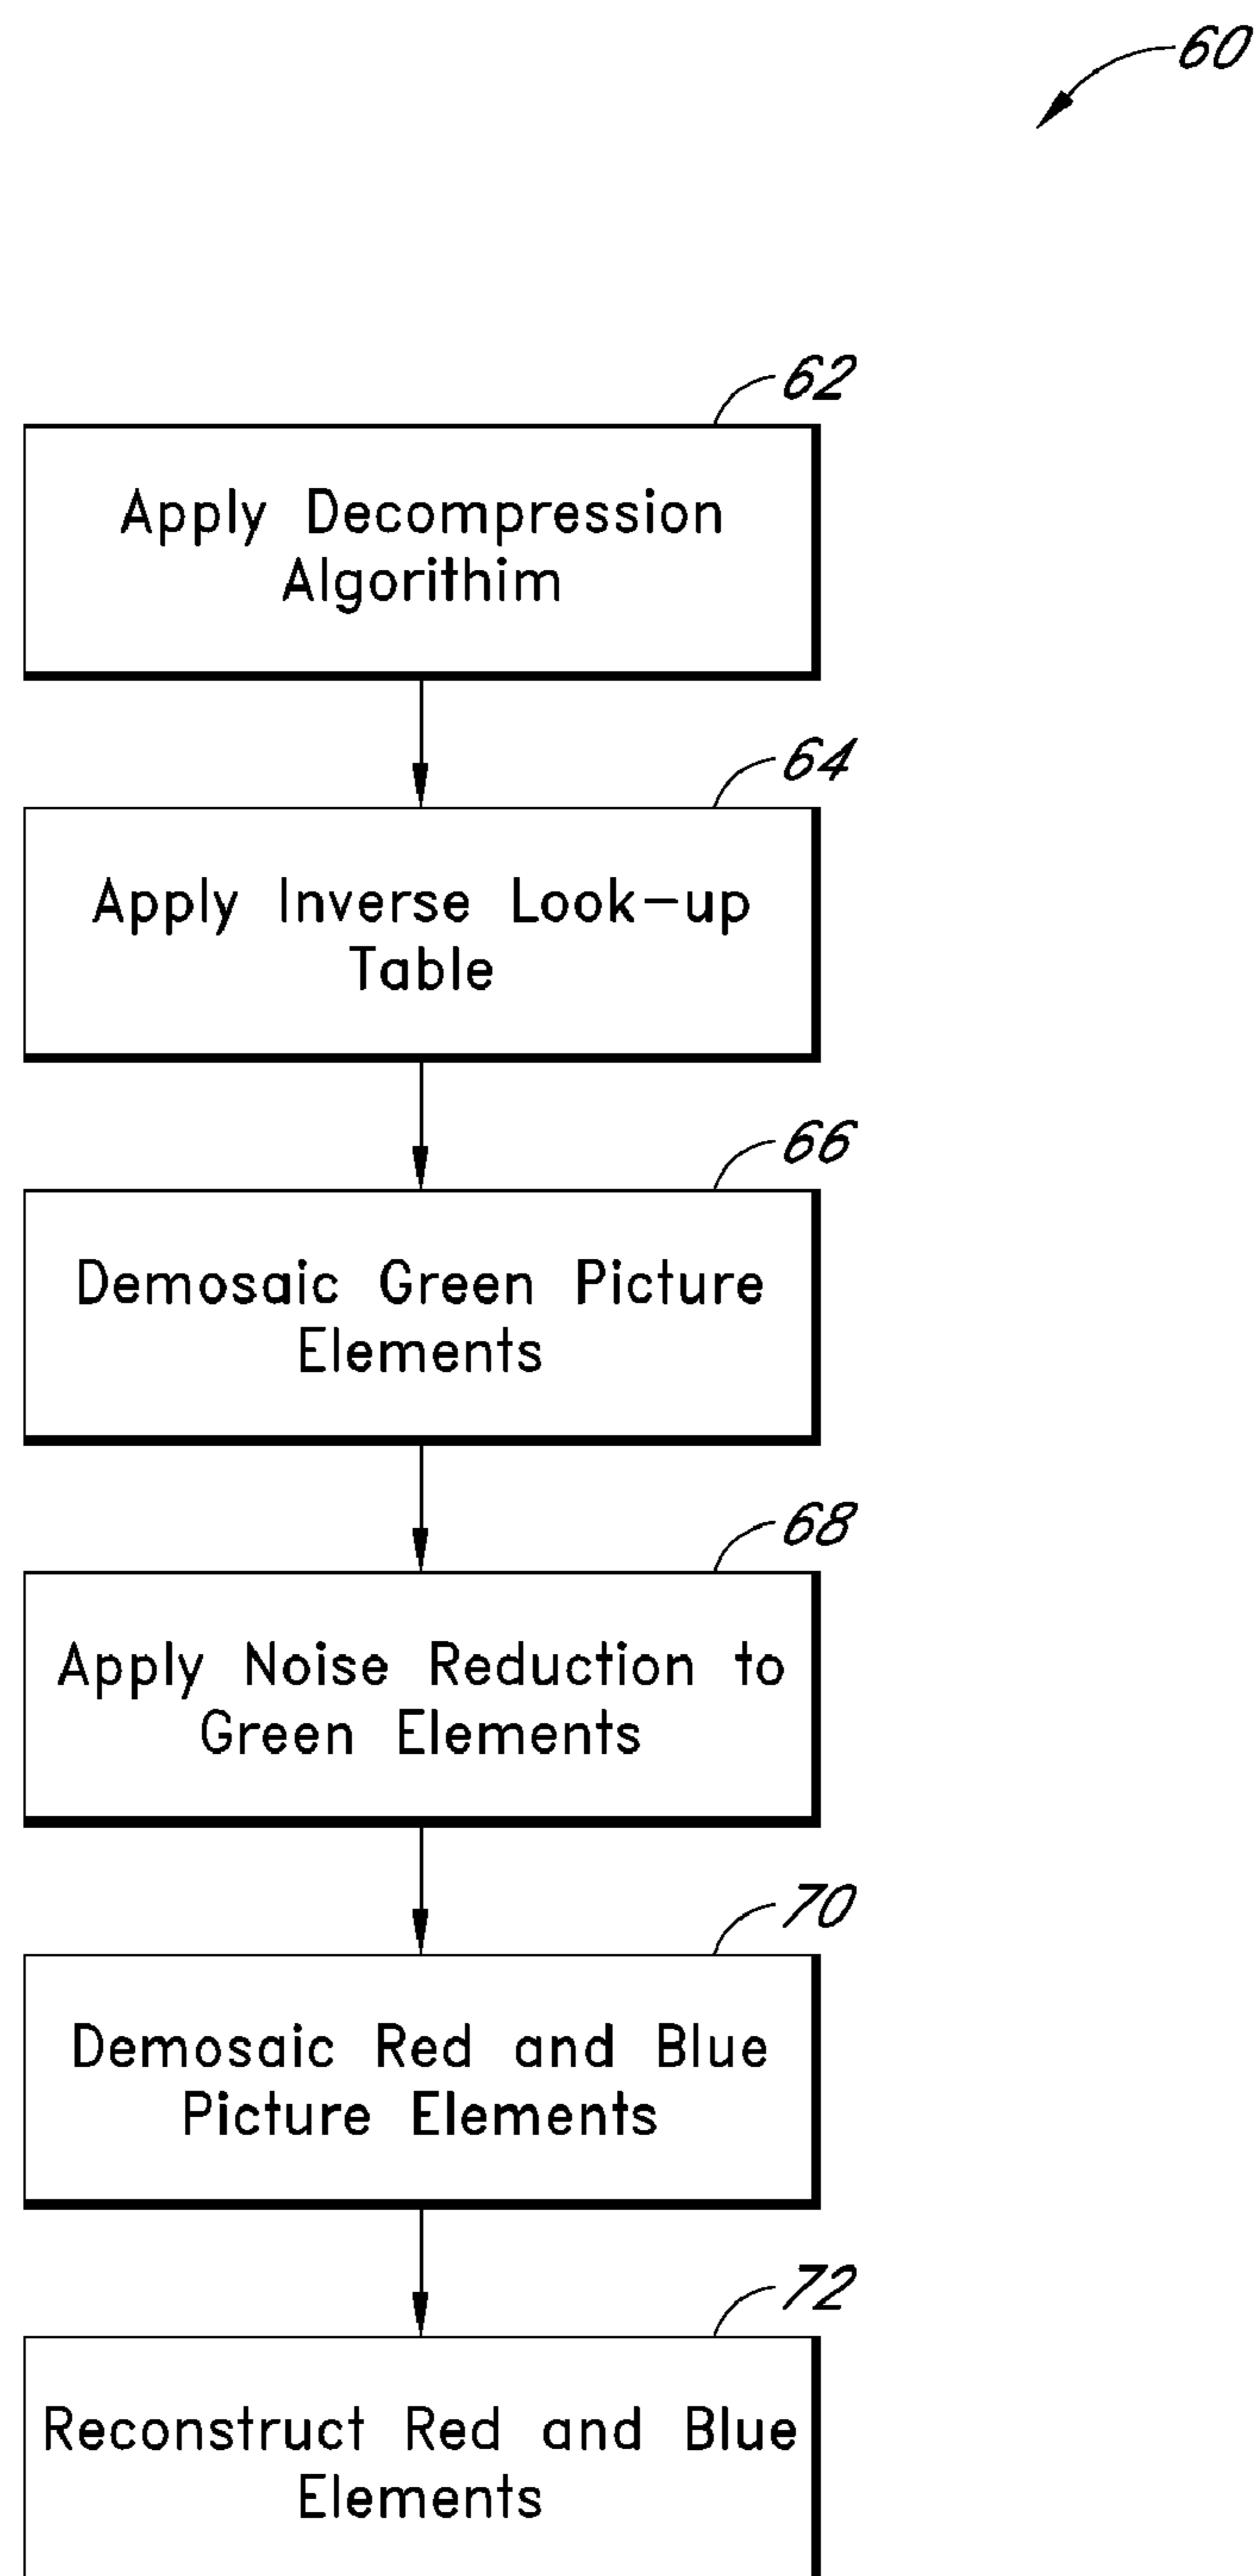 60
62
Apply Decompression
Algorithim
64
Apply Inverse Look-up
Table
66
Demosaic Green Picture
Elements
68
Apply Noise Reduction to
Green Elements
70
Demosaic Red and Blue
Picture Elements
72
Reconstruct Red and Blue
Elements